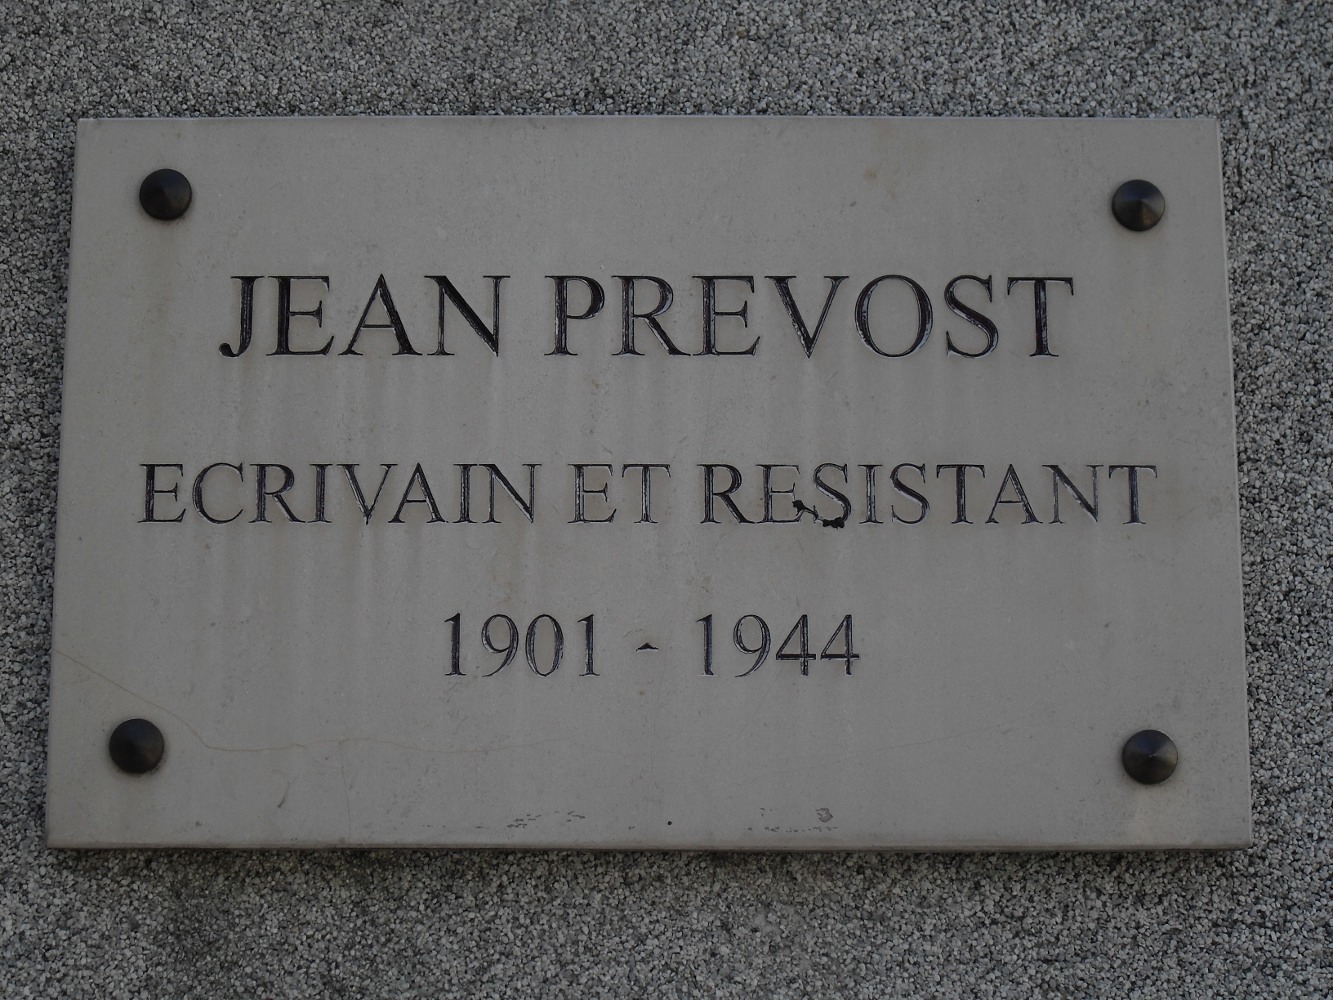 JEAN PREVOST
ECRIVAIN ET RESISTANT
1901 - 1944